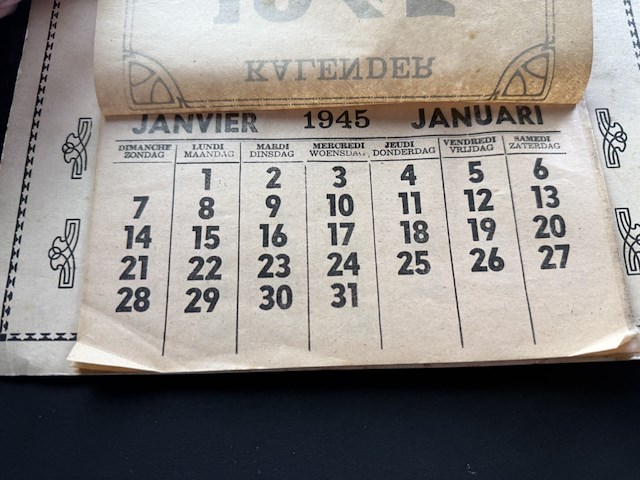 KALENDER
JANVIER 1945 JANUARI
DIMANCHE LUNDI MARDI MERCREDI JEUDI VENDREDI SAMEDI
ZONDAG MAANDAG DINSDAG WOENSDAG DONDERDAG VRIJDAG ZATERDAG
1 2 3 4 5 6
7 8 9 10 11 12 13
14 15 16 17 18 19 20
21 22 23 24 25 26 27
28 29 30 31